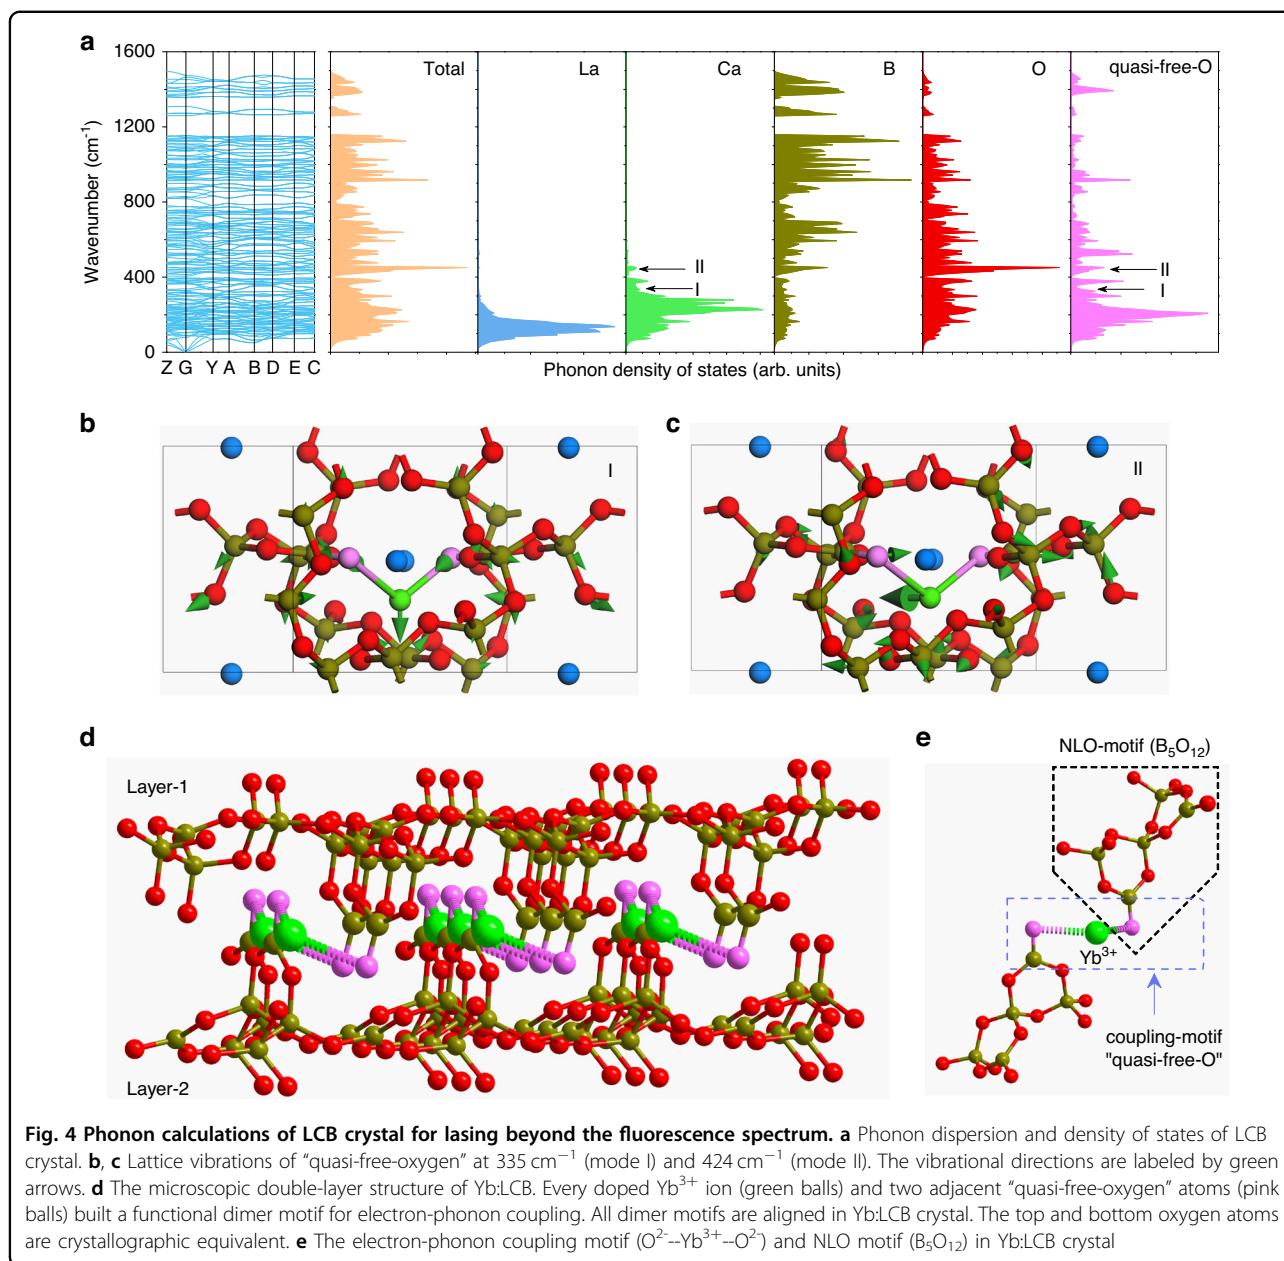 a
1600
1200
800
400
0
Wavenumber (cm⁻¹)
Z G Y A B D E C
Total
La
Ca
B
O
quasi-free-O
II
I
II
I
Phonon density of states (arb. units)
b
I
c
II
d
Layer-1
Layer-2
e
NLO-motif (B₅O₁₂)
Yb³⁺
coupling-motif
"quasi-free-O"
Fig. 4 Phonon calculations of LCB crystal for lasing beyond the fluorescence spectrum. a Phonon dispersion and density of states of LCB
crystal. b, c Lattice vibrations of “quasi-free-oxygen” at 335 cm⁻¹ (mode I) and 424 cm⁻¹ (mode II). The vibrational directions are labeled by green
arrows. d The microscopic double-layer structure of Yb:LCB. Every doped Yb³⁺ ion (green balls) and two adjacent “quasi-free-oxygen” atoms (pink
balls) built a functional dimer motif for electron-phonon coupling. All dimer motifs are aligned in Yb:LCB crystal. The top and bottom oxygen atoms
are crystallographic equivalent. e The electron-phonon coupling motif (O²⁻--Yb³⁺--O²⁻) and NLO motif (B₅O₁₂) in Yb:LCB crystal